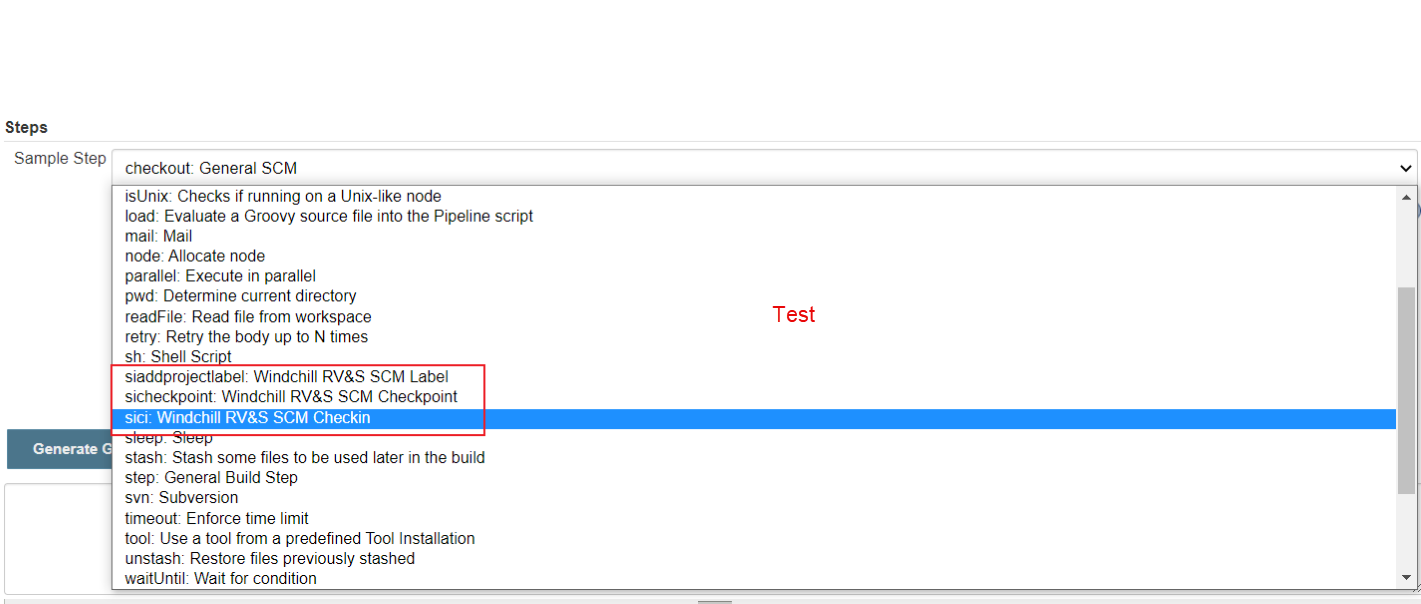 Steps
Sample Step
checkout: General SCM
isUnix: Checks if running on a Unix-like node
load: Evaluate a Groovy source file into the Pipeline script
mail: Mail
node: Allocate node
parallel: Execute in parallel
pwd: Determine current directory
Test
readFile: Read file from workspace
retry: Retry the body up to N times
sh: Shell Script
siaddprojectlabel: Windchill RV&S SCM Label
sicheckpoint: Windchill RV&S SCM Checkpoint
sici: Windchill RV&S SCM Checkin
sleep: Sleep
Generate G
stash: Stash some files to be used later in the build
step: General Build Step
svn: Subversion
timeout: Enforce time limit
tool: Use a tool from a predefined Tool Installation
unstash: Restore files previously stashed
waitUntil: Wait for condition